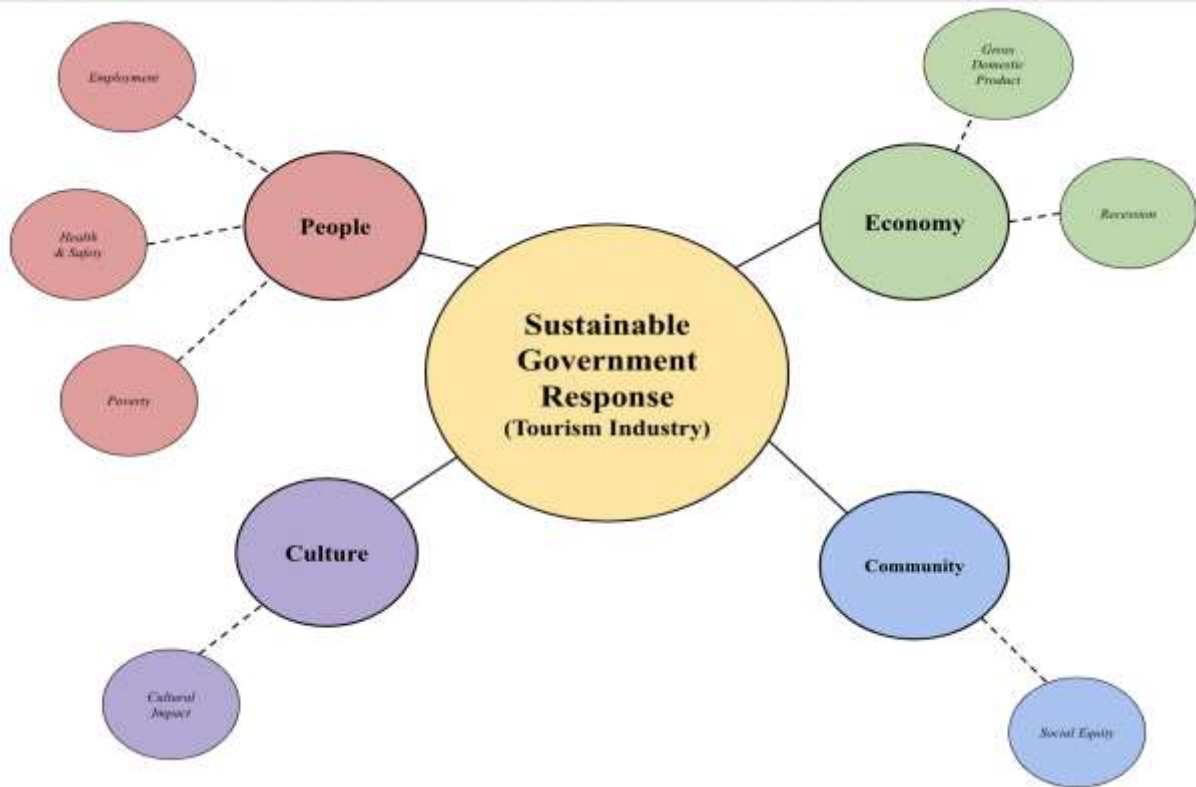 Employment
Health
& Safety
Poverty
People
Gross
Domestic
Product
Economy
Recession
Sustainable
Government
Response
(Tourism Industry)
Culture
Cultural
Impact
Community
Social Equity